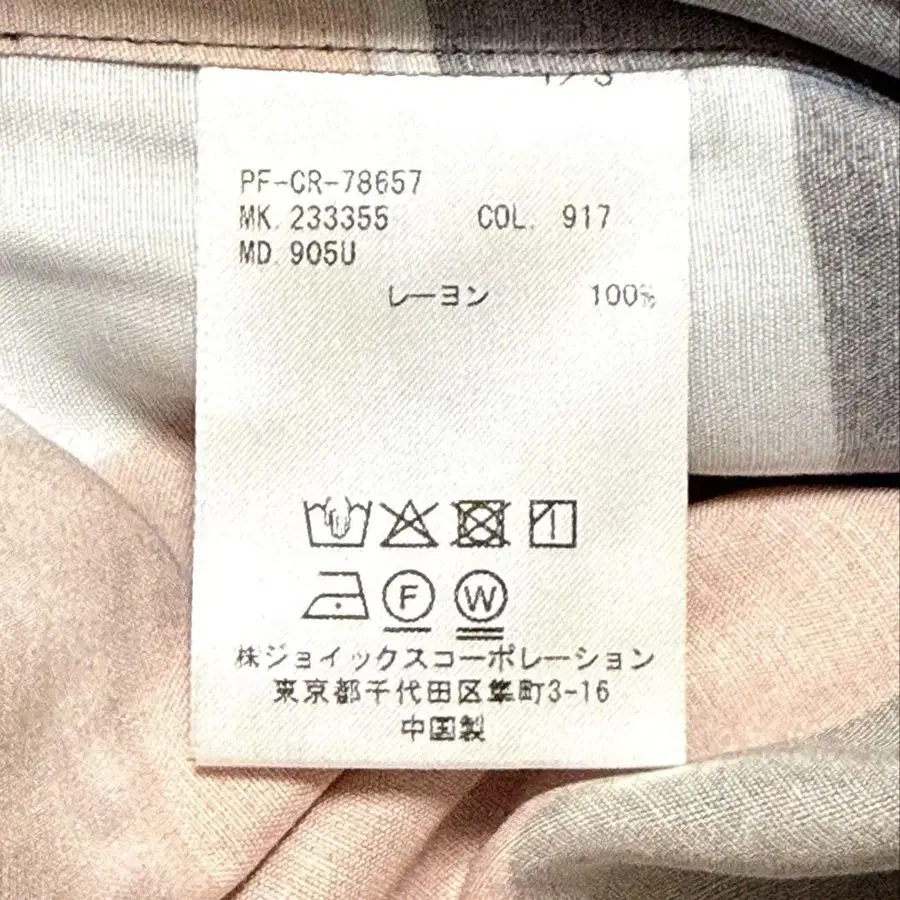 PF-CR-78657
MK. 233355 COL. 917
MD. 905U
レーヨン 100%
F W
株ジョイックスコーポレーション
東京都千代田区隼町3-16
中国製